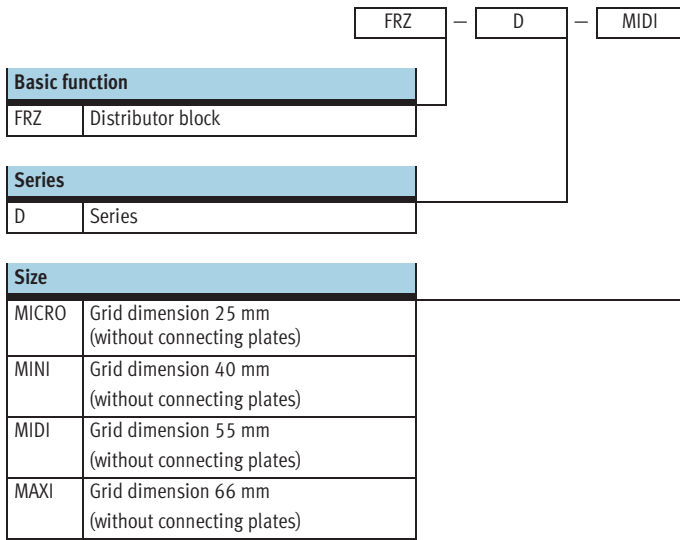 FRZ — D — MIDI
Basic function
FRZ Distributor block
Series
D Series
Size
MICRO Grid dimension 25 mm
(without connecting plates)
MINI Grid dimension 40 mm
(without connecting plates)
MIDI Grid dimension 55 mm
(without connecting plates)
MAXI Grid dimension 66 mm
(without connecting plates)